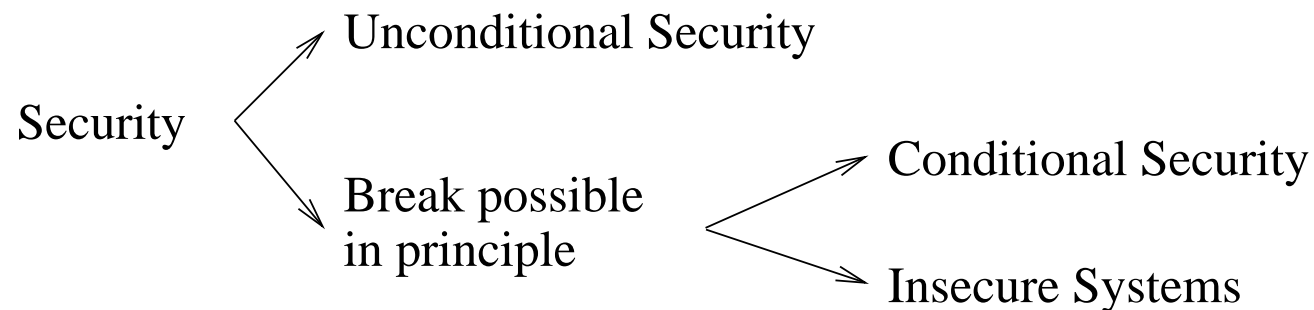 Unconditional Security
Security
Break possible
in principle
Conditional Security
Insecure Systems